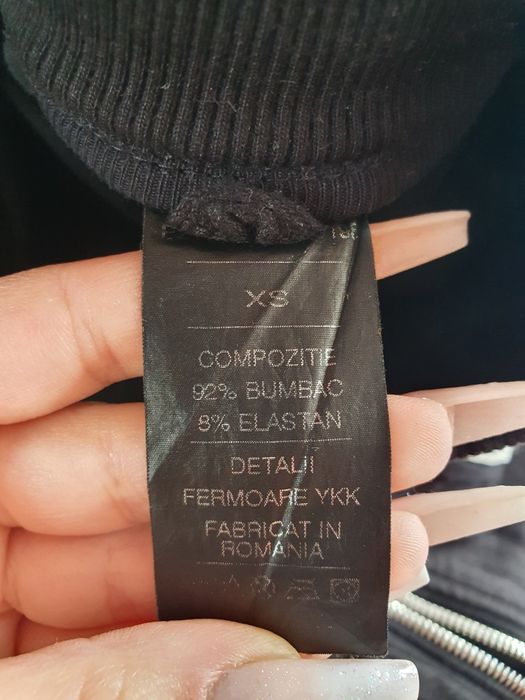 XS
COMPOZITIE
92% BUMBAC
8% ELASTAN
DETALII
FERMOARE YKK
FABRICAT IN
ROMANIA